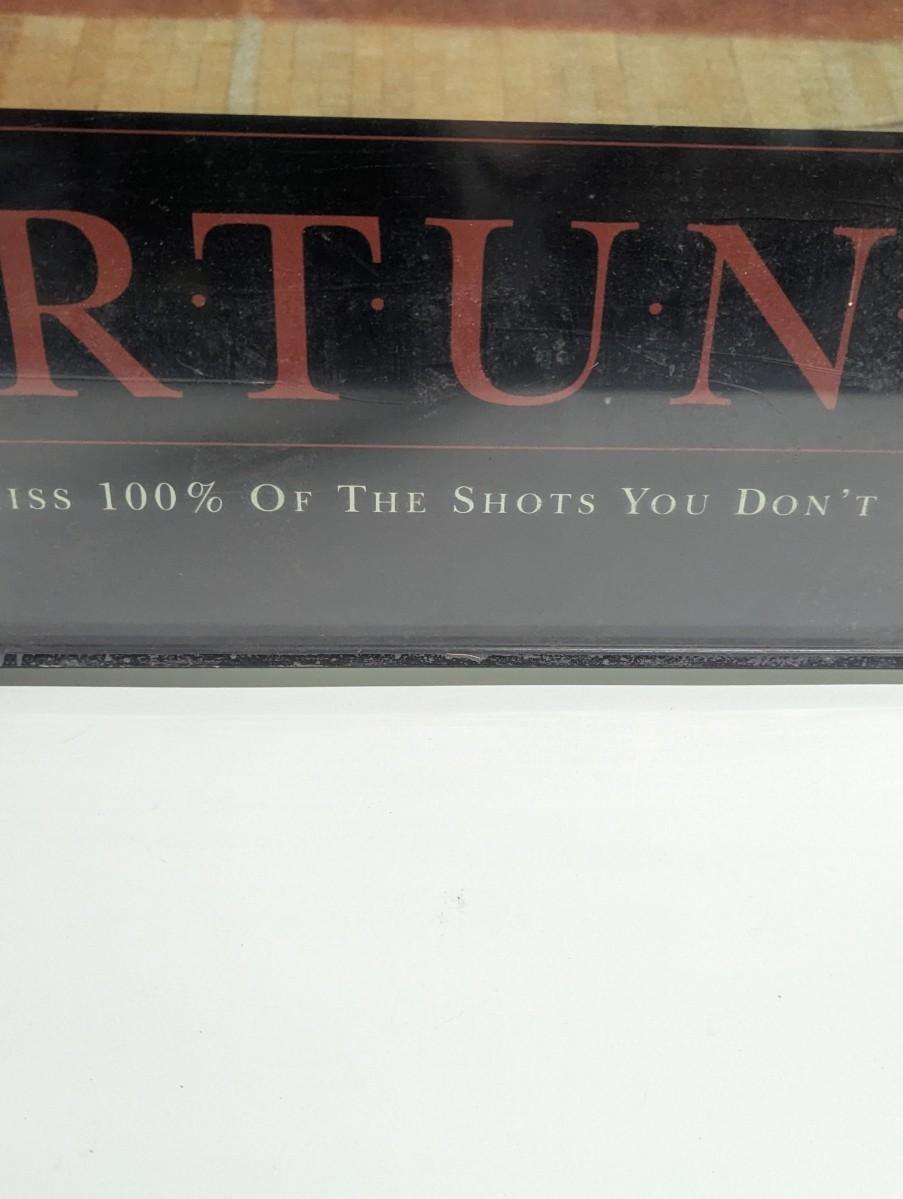 R·T·U·N·
ISS 100% OF THE SHOTS YOU DON'T